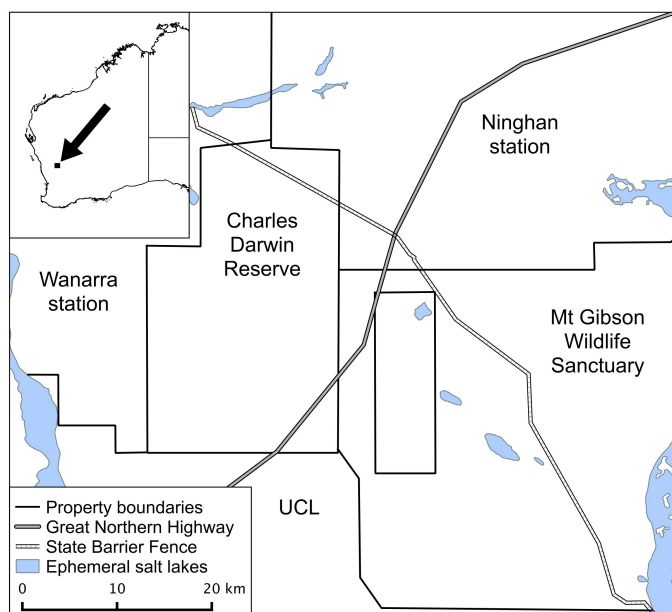 Ninghan
station
Charles
Darwin
Reserve
Wanarra
station
Mt Gibson
Wildlife
Sanctuary
UCL
Property boundaries
Great Northern Highway
State Barrier Fence
Ephemeral salt lakes
0 10 20 km